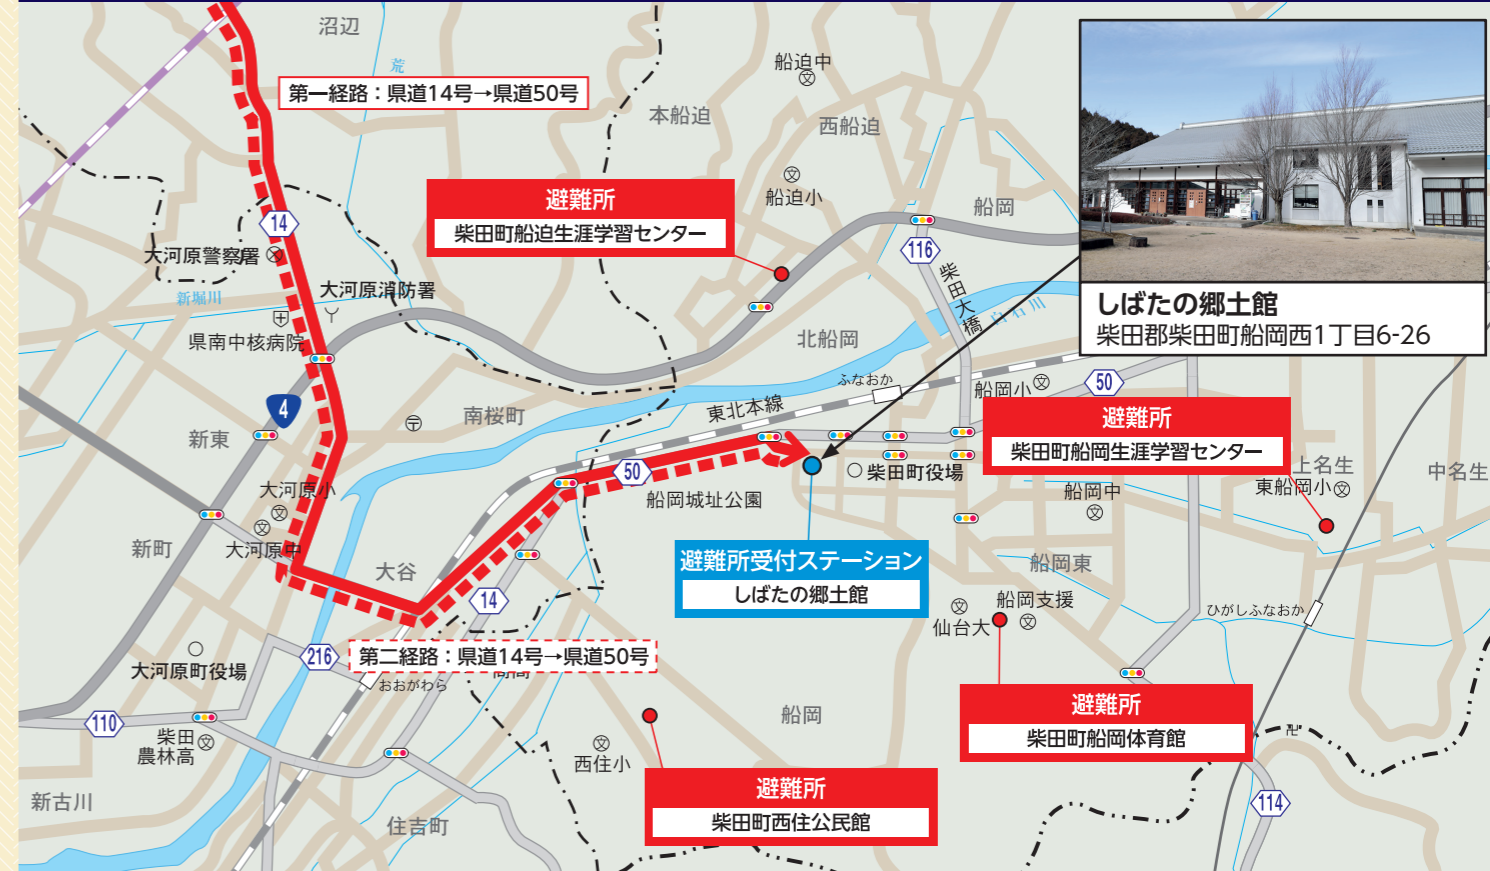 沼辺
荒
第一経路：県道14号→県道50号
船迫中
本船迫
西船迫
船迫小
船岡
避難所
柴田町船迫生涯学習センター
14
116
大河原警察署
新堀川
大河原消防署
県南中核病院
柴田大橋
白石川
北船岡
しばたの郷土館
柴田郡柴田町船岡西1丁目6-26
ふなおか
船岡小
50
東北本線
4
新東
南桜町
避難所
柴田町船岡生涯学習センター
柴田町役場
50
船岡城址公園
大河原小
大河原中
新町
大谷
船岡中
上名生
中名生
東船岡小
避難所受付ステーション
しばたの郷土館
14
船岡東
船岡支援
仙台大
ひがしふなおか
216
第二経路：県道14号→県道50号
おおがわら
大河原町役場
110
柴田
農林高
船岡
避難所
柴田町船岡体育館
西住小
避難所
柴田町西住公民館
新古川
住吉町
114